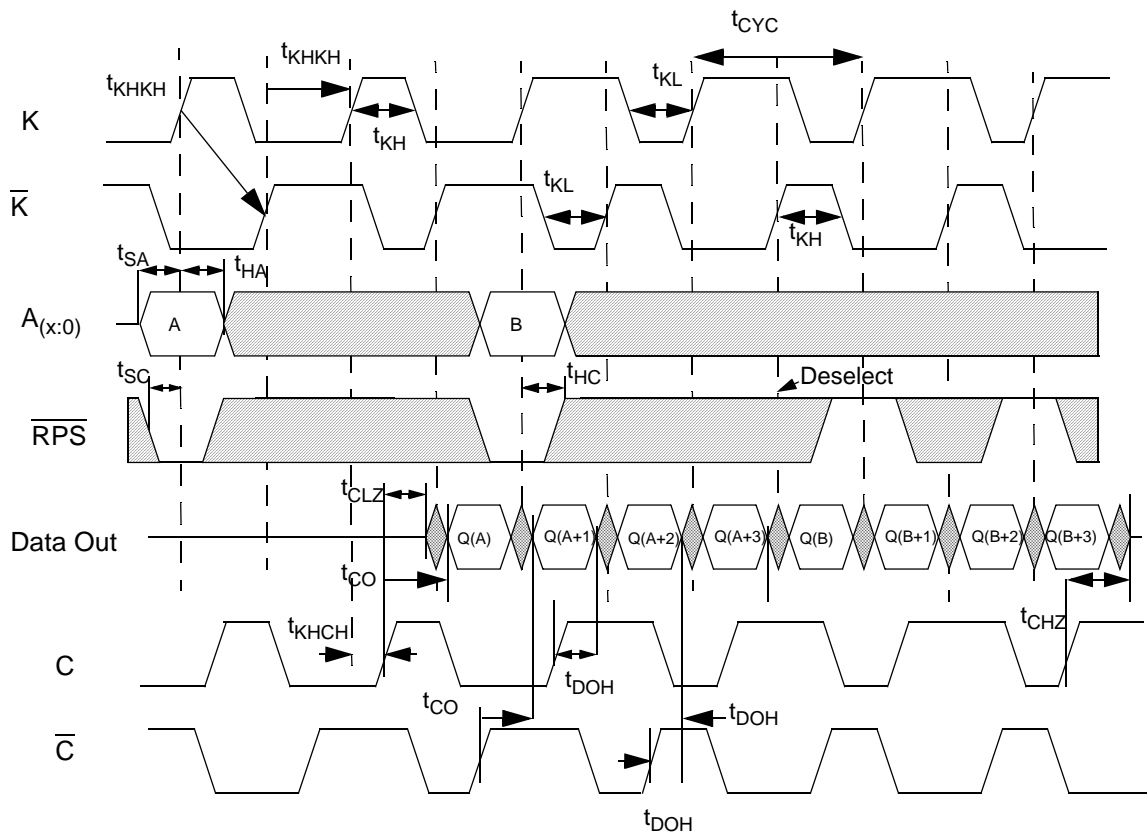 tCYC
tKHKH
tKHKH
tKL
K
tKH
tKL
K
tKH
tSA
tHA
A(x:0)
A
B
tSC
tHC
Deselect
RPS
tCLZ
Data Out
Q(A)
Q(A+1)
Q(A+2)
Q(A+3)
Q(B)
Q(B+1)
Q(B+2)
Q(B+3)
tCO
tKHCH
tCHZ
C
tDOH
tCO
tDOH
C
tDOH